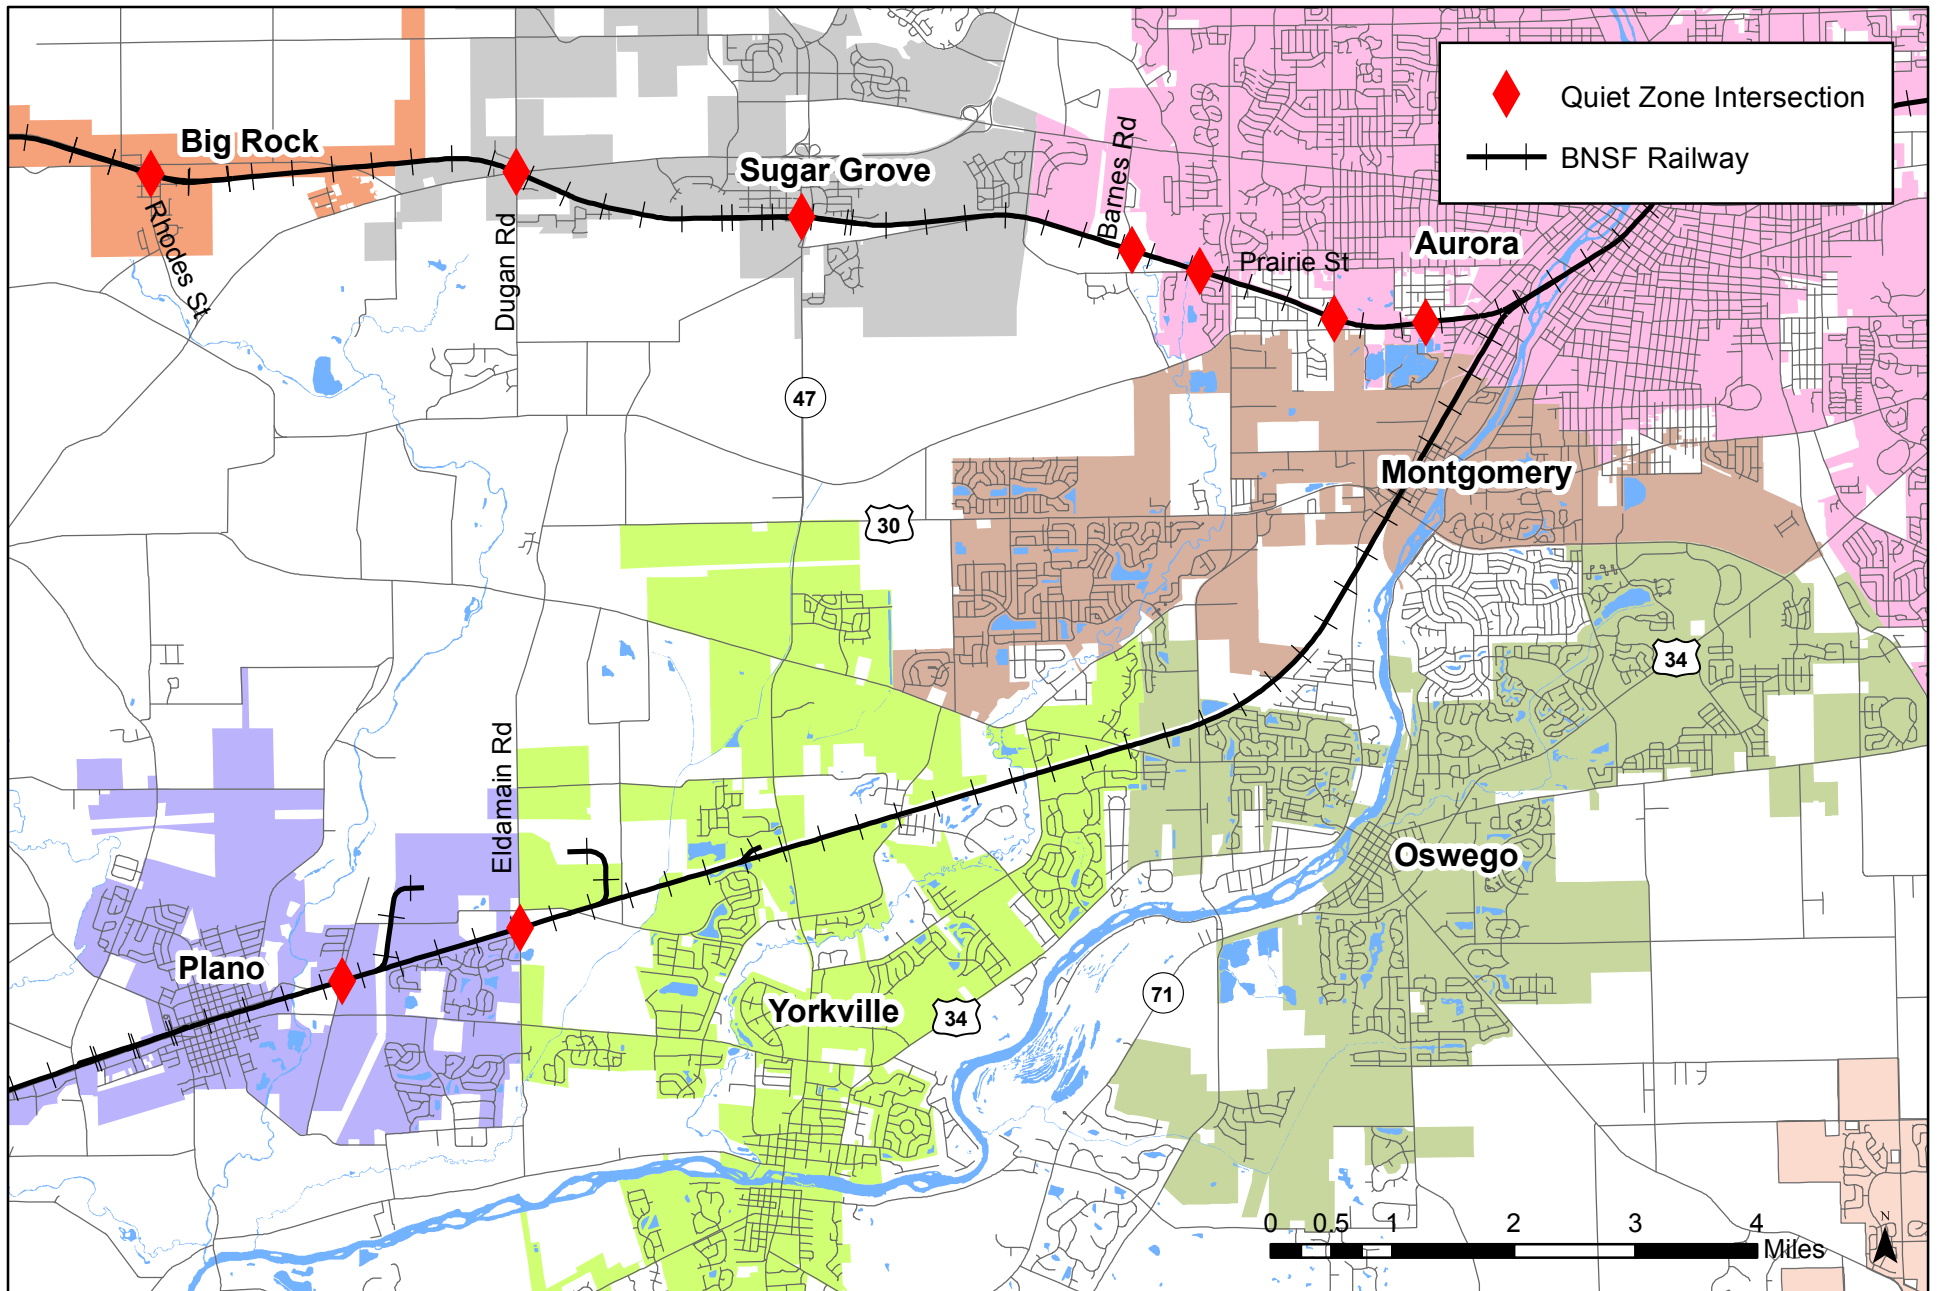 Quiet Zone Intersection
BNSF Railway
Big Rock
Sugar Grove
Barnes Rd
Rhodes St
Dugan Rd
Prairie St
Aurora
47
Montgomery
30
34
Eldamain Rd
Oswego
Plano
71
Yorkville
34
0 0.5 1 2 3 4
Miles
N